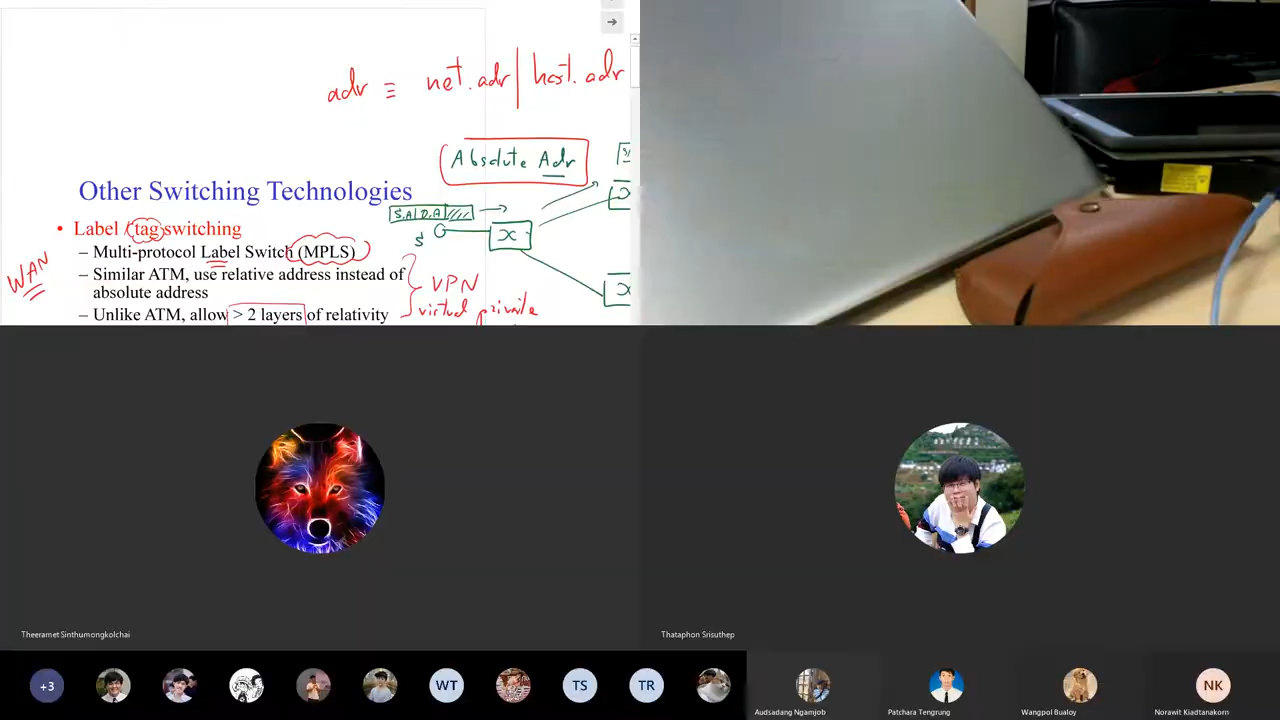 adr ≡ net.adr | host.adr
Absolute Adr
Other Switching Technologies
S.A D.A
S
X
X
X
• Label / tag switching
– Multi-protocol Label Switch (MPLS)
WAN
– Similar ATM, use relative address instead of
absolute address
– Unlike ATM, allow > 2 layers of relativity
VPN
virtual private
Theeramet Sinthumongkolchai
Thataphon Srisuthep
+3
WT
TS
TR
NK
Audsadang Ngamjob
Patchara Tengrung
Wangpol Bualoy
Norawit Kiadtanakorn